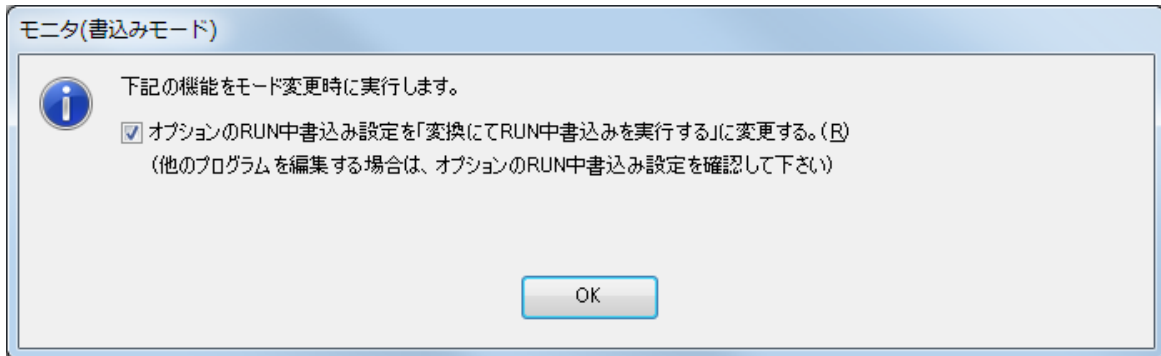 モニタ(書込みモード)
下記の機能をモード変更時に実行します。
オプションのRUN中書込み設定を「変換にてRUN中書込みを実行する」に変更する。(R)
(他のプログラムを編集する場合は、オプションのRUN中書込み設定を確認して下さい)
OK